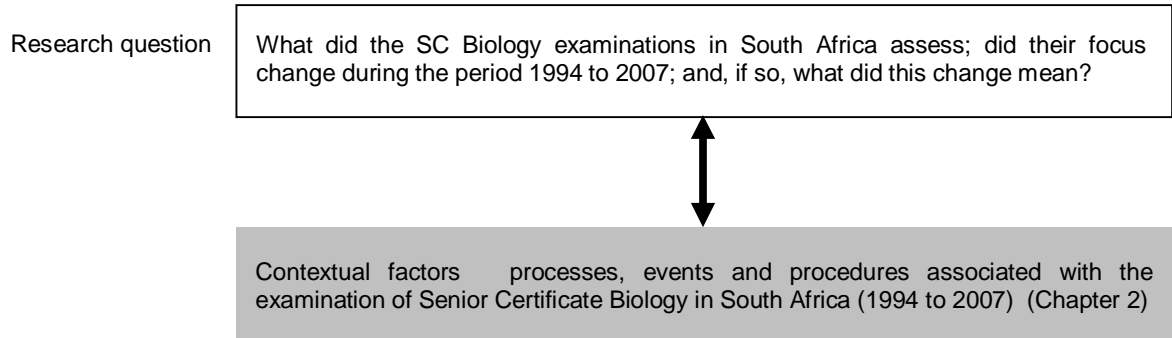 Research question
What did the SC Biology examinations in South Africa assess; did their focus
change during the period 1994 to 2007; and, if so, what did this change mean?
Contextual factors processes, events and procedures associated with the
examination of Senior Certificate Biology in South Africa (1994 to 2007) (Chapter 2)